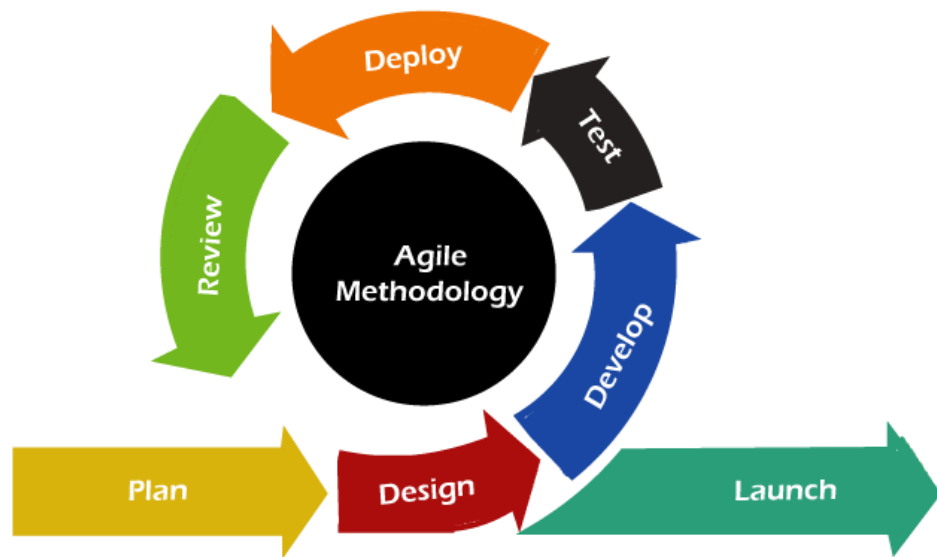 Deploy
Test
Review
Agile
Methodology
Develop
Plan
Design
Launch